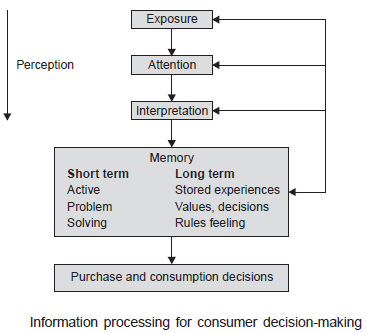 Exposure
Perception
Attention
Interpretation
Memory
Short term Long term
Active Stored experiences
Problem Values, decisions
Solving Rules feeling
Purchase and consumption decisions
Information processing for consumer decision-making